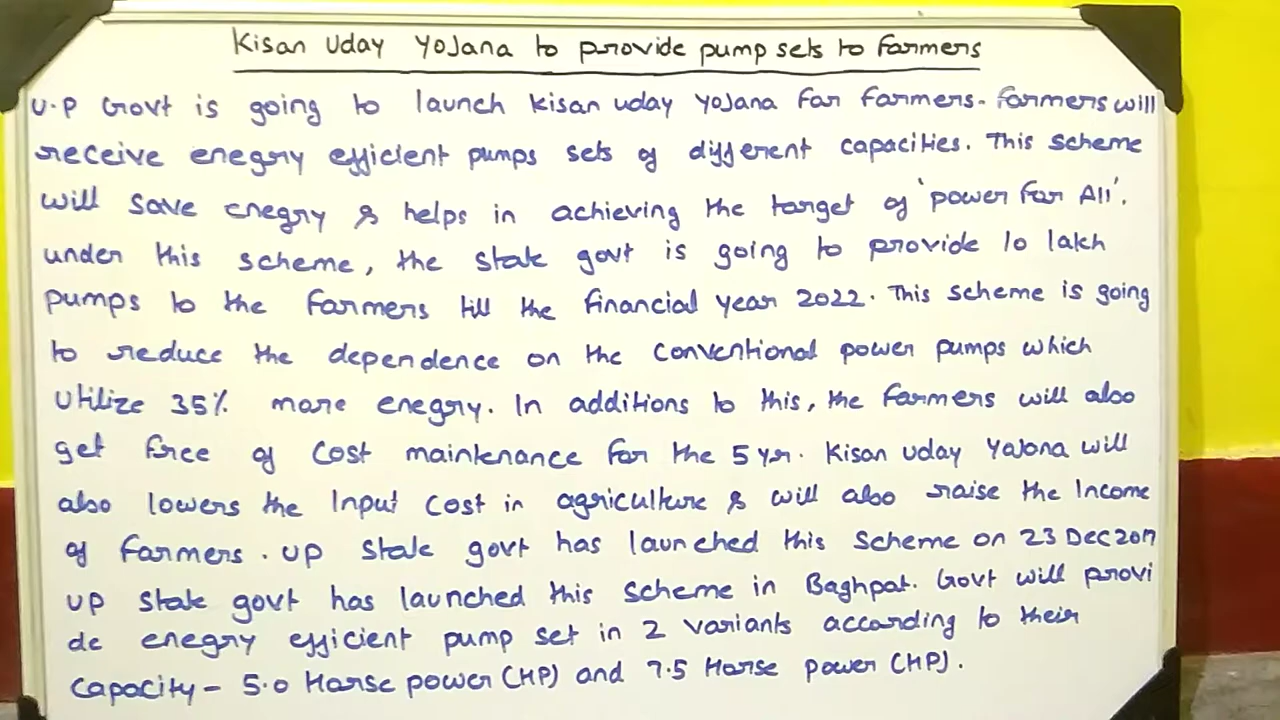 Kisan Uday Yojana to provide pump sets to farmers
U.P Govt is going to launch kisan uday Yojana for farmers. farmers will
receive enegry efficient pumps sets of different capacities. This scheme
will save enegry & helps in achieving the target of 'power for All'.
under this scheme, the state govt is going to provide 10 lakh
pumps to the farmers till the financial year 2022. This scheme is going
to reduce the dependence on the conventional power pumps which
utilize 35% more enegry. In additions to this, the farmers will also
get free of cost maintenance for the 5 yr. Kisan uday Yojona will
also lowers the Input cost in agriculture & will also raise the Income
of farmers. UP state govt has launched this scheme on 23 Dec 2017
UP state govt has launched this scheme in Baghpat. Govt will provi
de enegry efficient pump set in 2 variants according to their
capacity - 5.0 Horse power (HP) and 7.5 Horse power (HP).